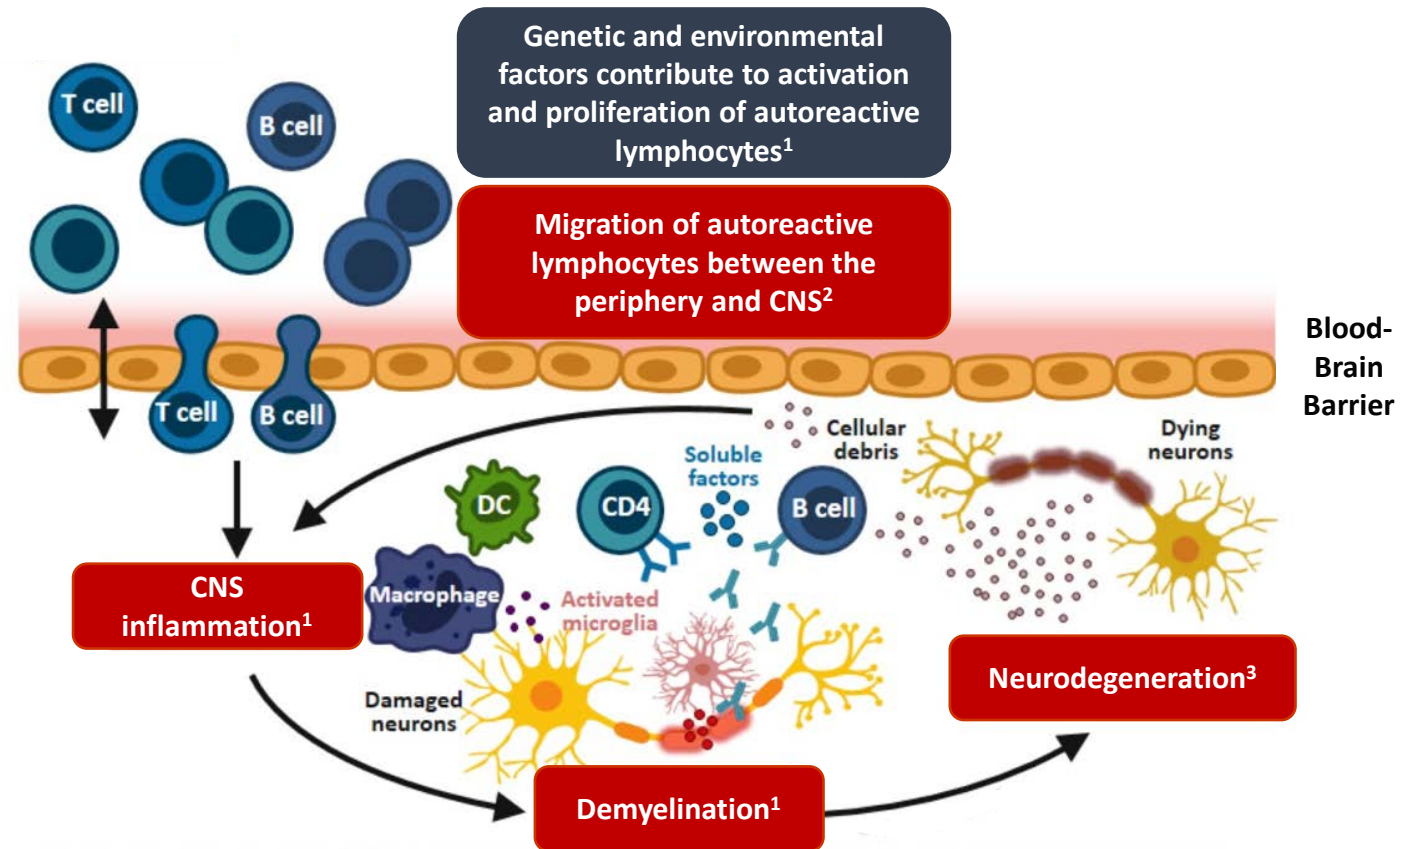 Genetic and environmental
factors contribute to activation
and proliferation of autoreactive
lymphocytes¹
T cell
B cell
Migration of autoreactive
lymphocytes between the
periphery and CNS²
Blood-
Brain
Barrier
T cell
B cell
Cellular
debris
Dying
neurons
Soluble
factors
DC
CD4
B cell
CNS
inflammation¹
Macrophage
Activated
microglia
Damaged
neurons
Neurodegeneration³
Demyelination¹